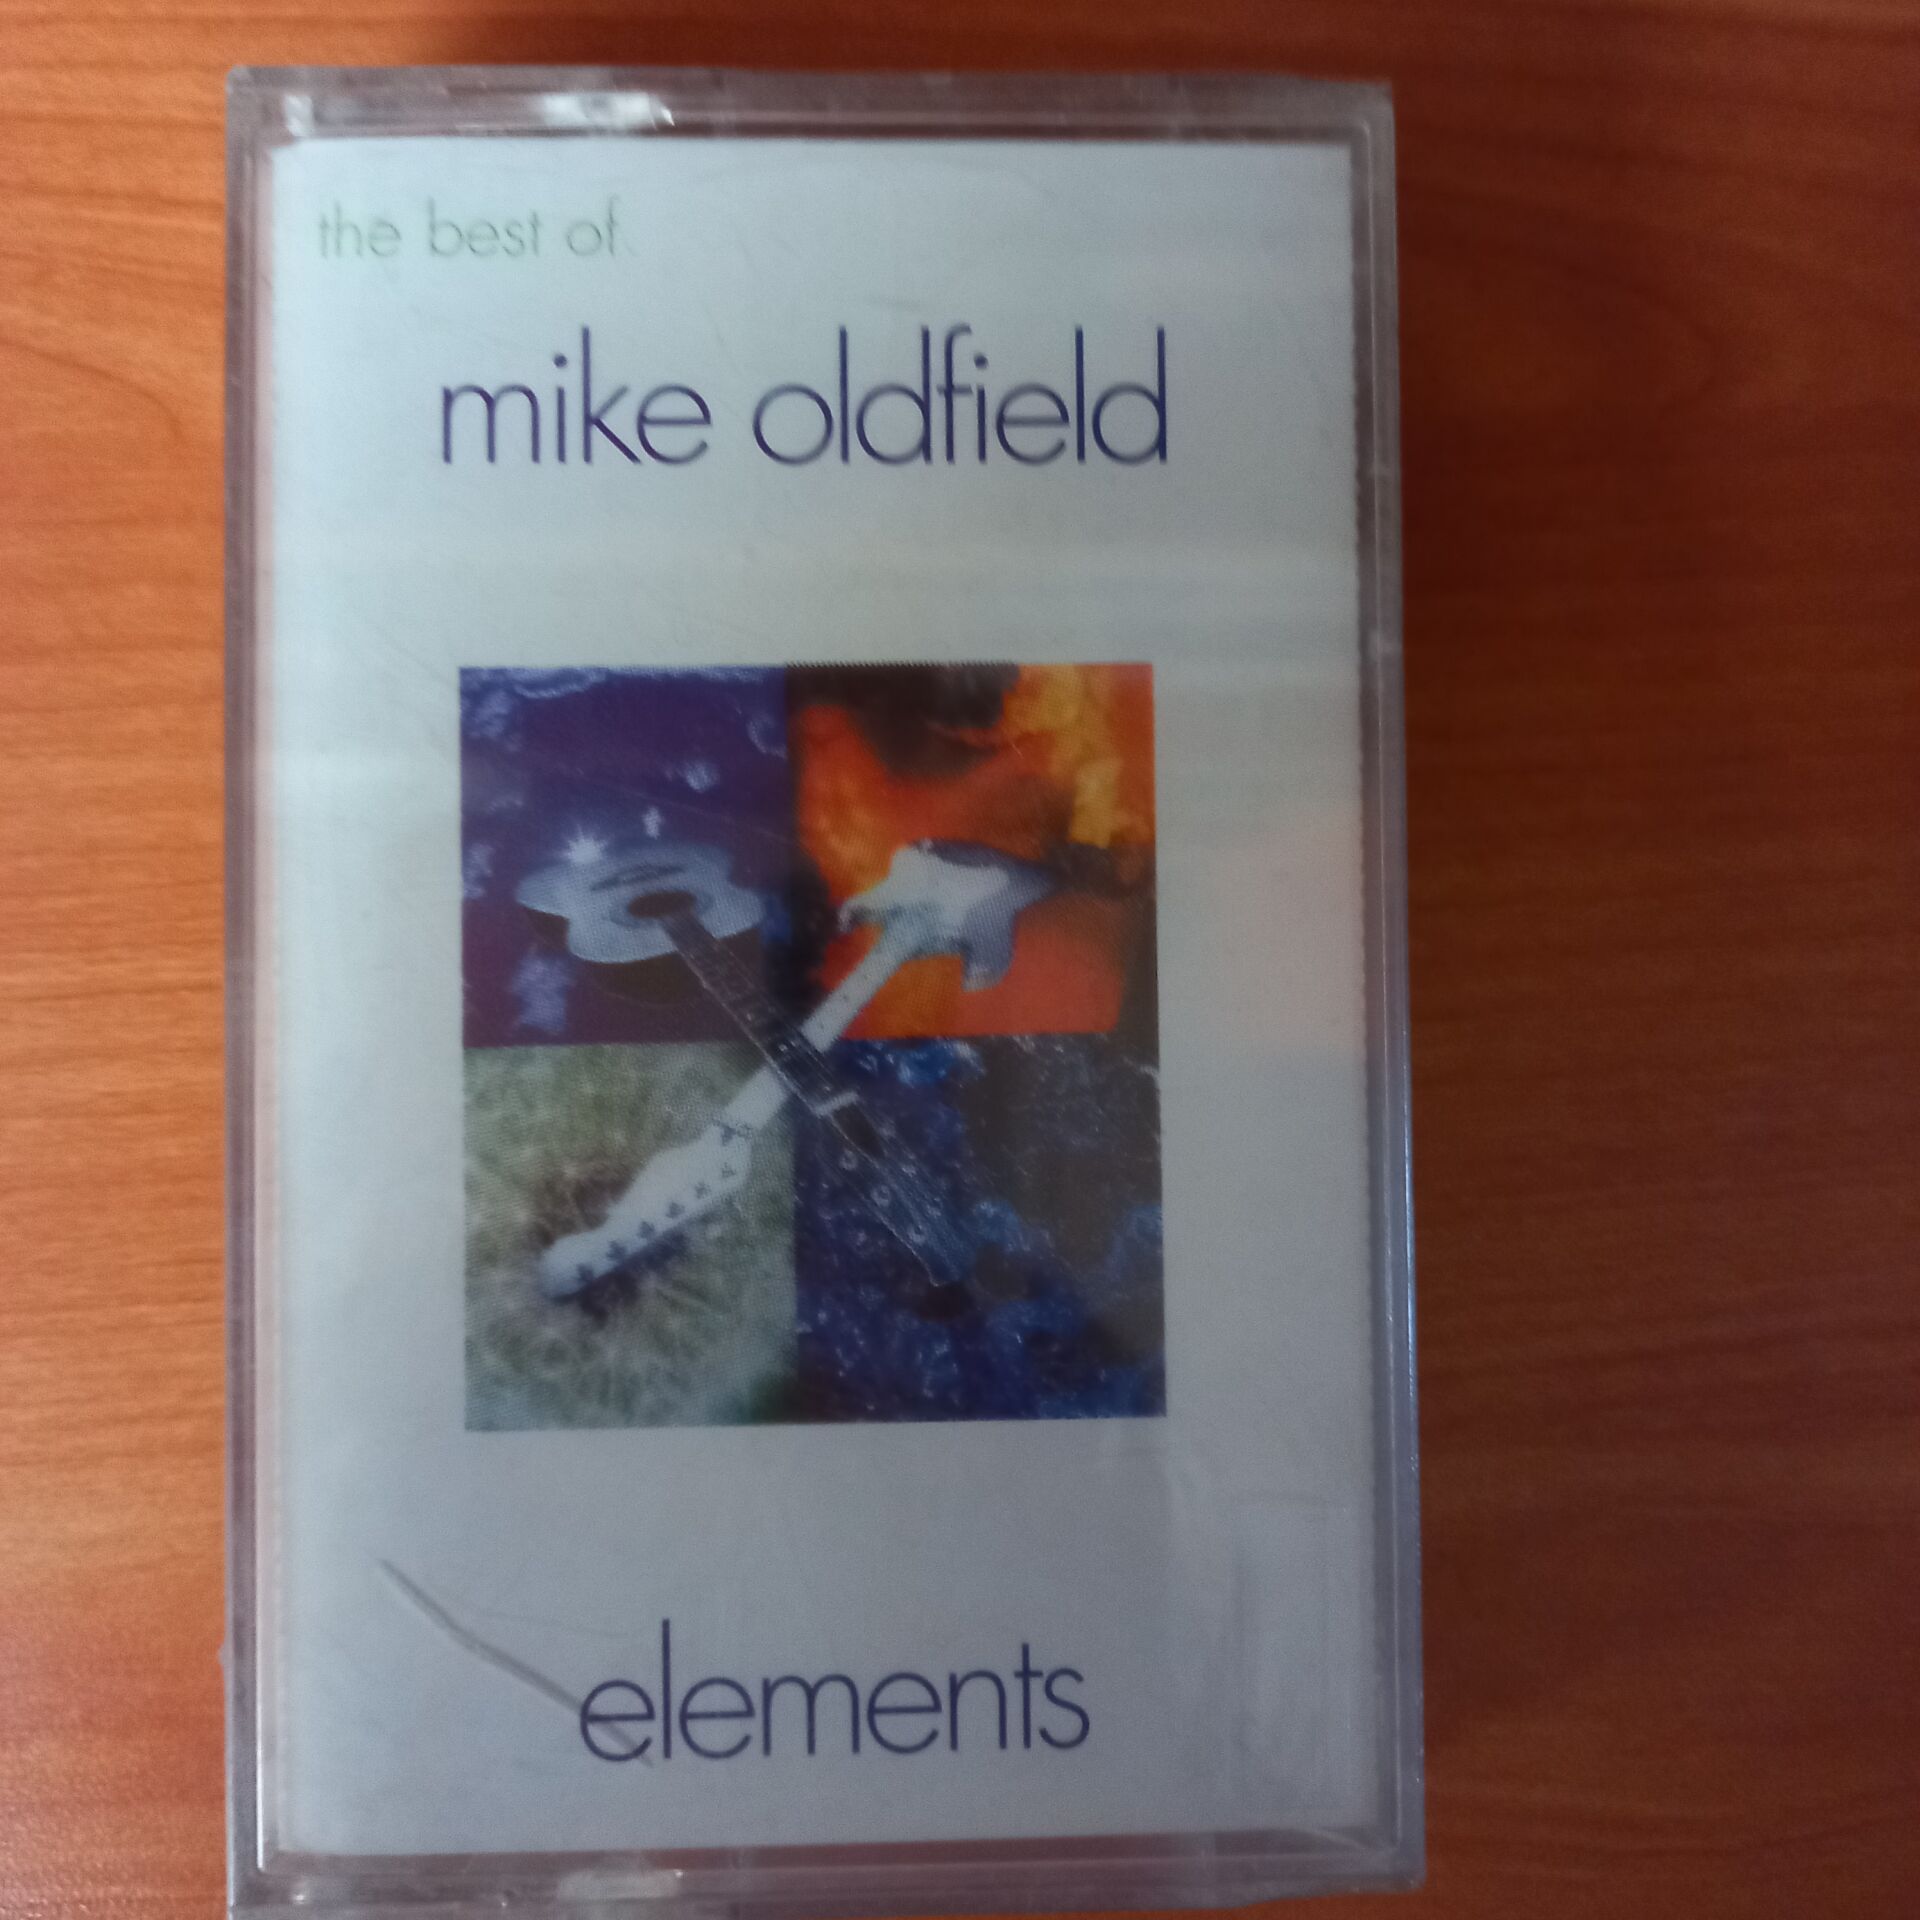 the best of
mike oldfield
elements